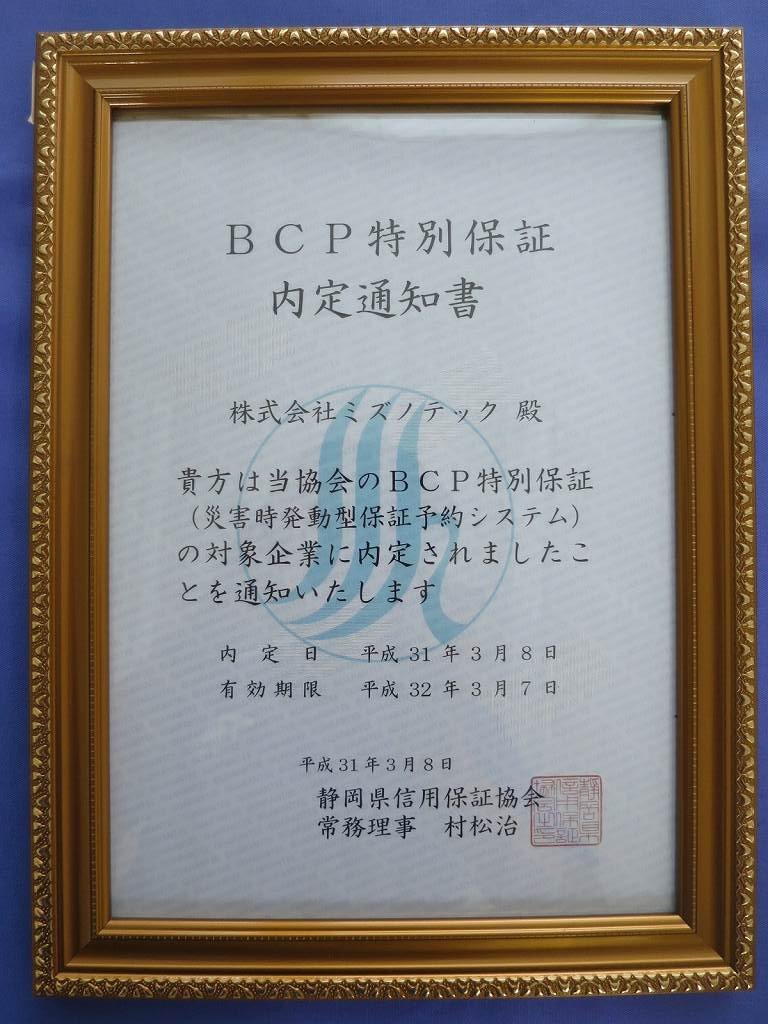 ＢＣＰ特別保証
内定通知書
株式会社ミズノテック 殿
貴方は当協会のＢＣＰ特別保証
（災害時発動型保証予約システム）
の対象企業に内定されましたこ
とを通知いたします
内定日 平成 31 年 3 月 8 日
有効期限 平成 32 年 3 月 7 日
平成 31 年 3 月 8 日
静岡県信用保証協会
常務理事 村松治